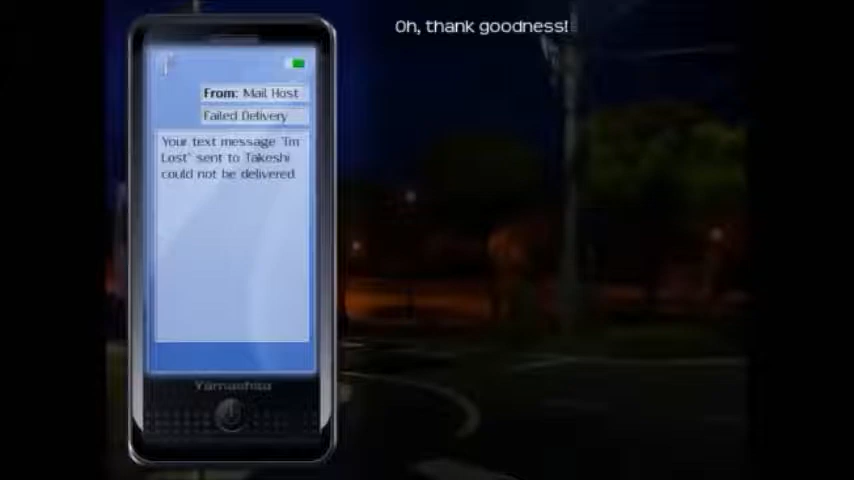 Oh, thank goodness!
From: Mail Host
Failed Delivery
Your text message "I'm
Lost" sent to Takeshi
could not be delivered.
Yamashita